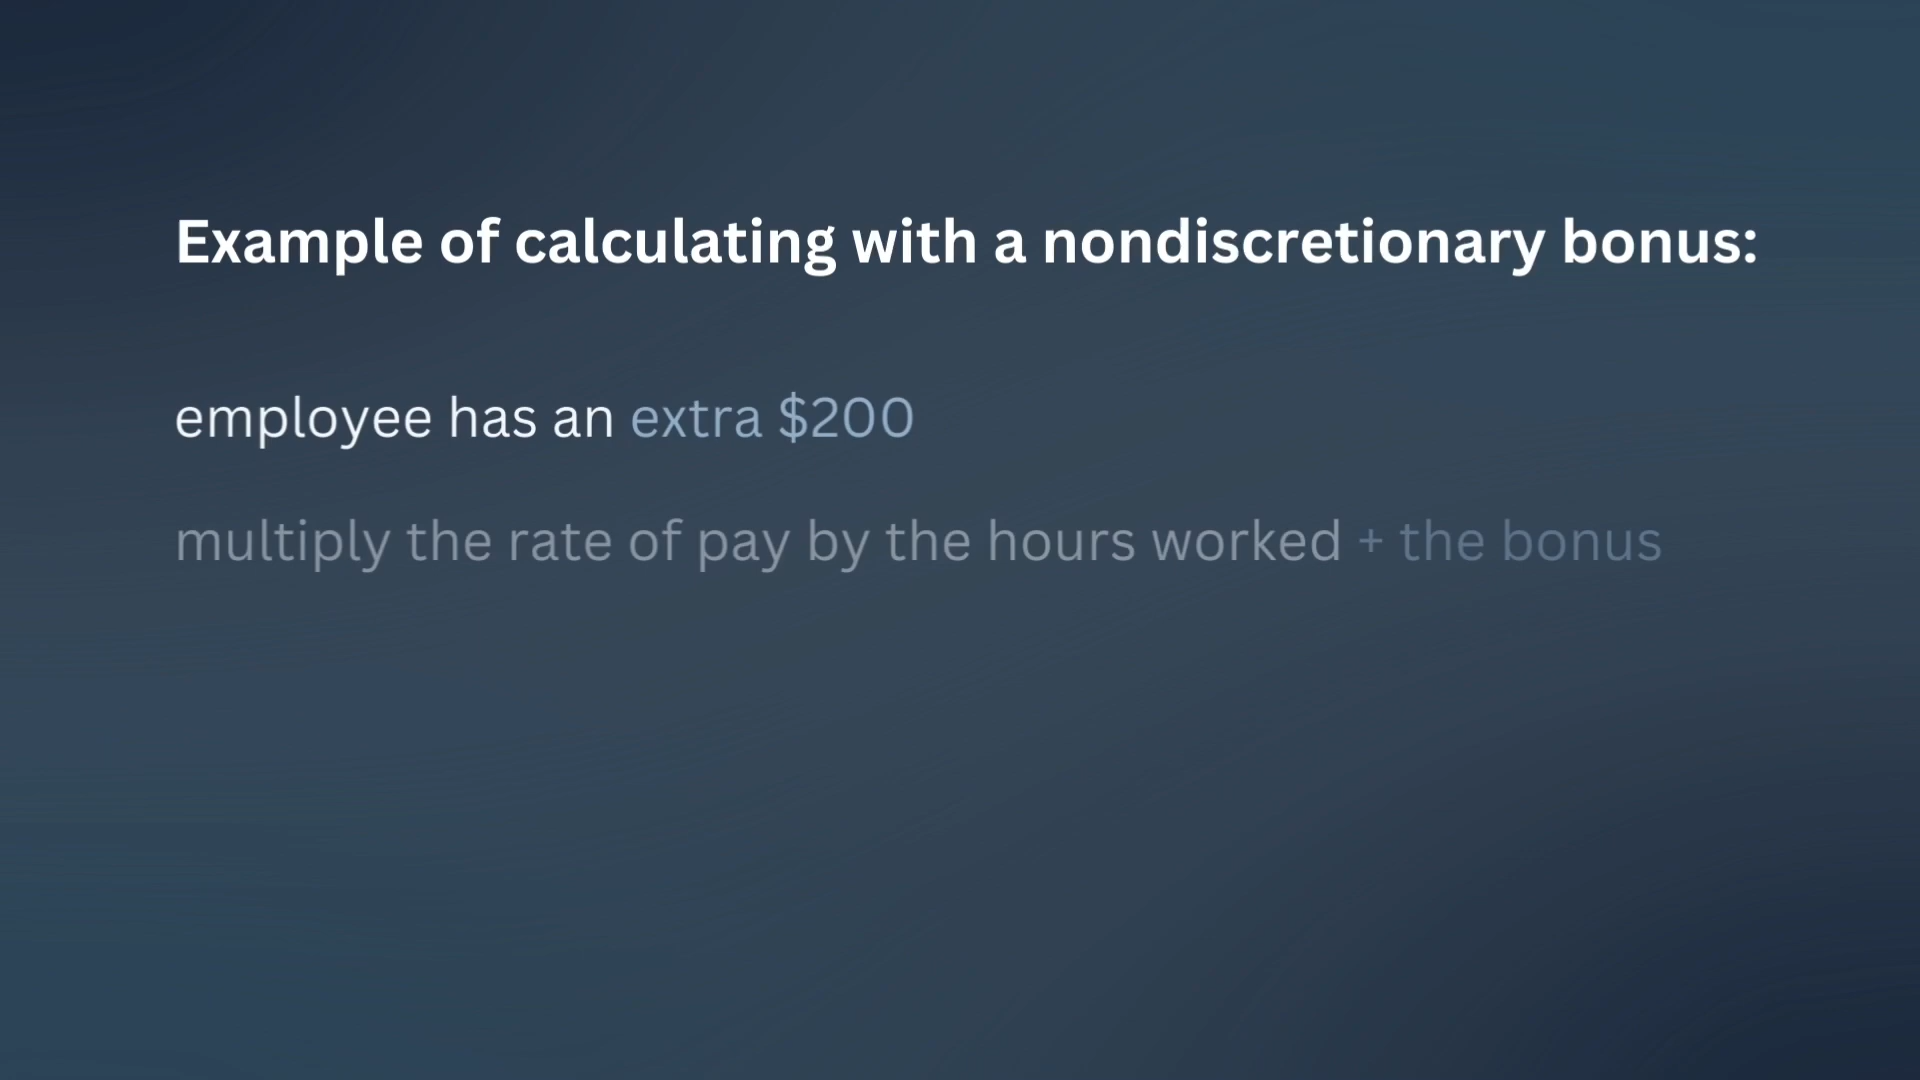 Example of calculating with a nondiscretionary bonus:
employee has an extra $200
multiply the rate of pay by the hours worked + the bonus